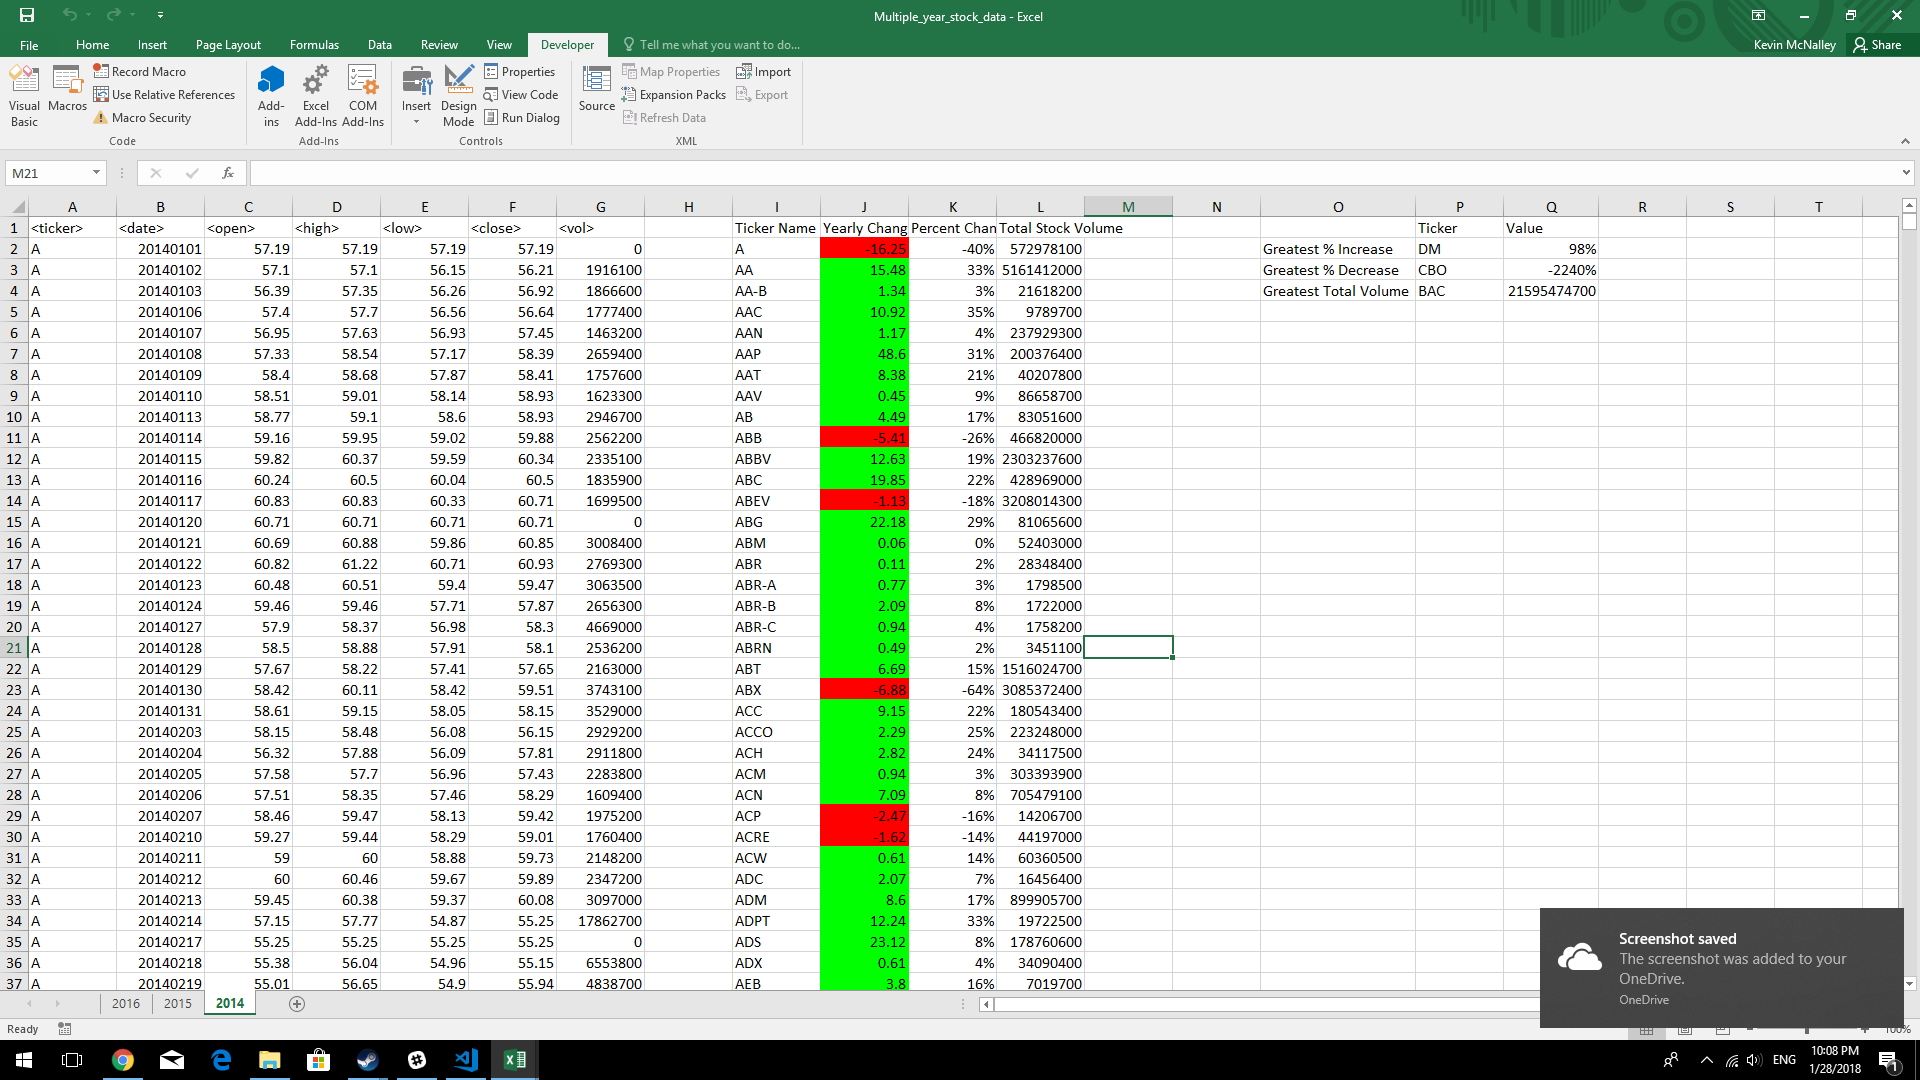 Multiple_year_stock_data - Excel
File Home Insert Page Layout Formulas Data Review View Developer Tell me what you want to do... Kevin McNalley Share
Visual Basic Macros Record Macro Use Relative References Macro Security Add-ins Excel Add-Ins COM Add-Ins Insert Design Mode Properties View Code Run Dialog Source Map Properties Expansion Packs Refresh Data Import Export
Code Add-Ins Controls XML
M21 fx
A B C D E F G H I J K L M N O P Q R S T
1 <ticker> <date> <open> <high> <low> <close> <vol> Ticker Name Yearly Chang Percent Chan Total Stock Volume Ticker Value
2 A 20140101 57.19 57.19 57.19 57.19 0 A -16.25 -40% 572978100 Greatest % Increase DM 98%
3 A 20140102 57.1 57.1 56.15 56.21 1916100 AA 15.48 33% 5161412000 Greatest % Decrease CBO -2240%
4 A 20140103 56.39 57.35 56.26 56.92 1866600 AA-B 1.34 3% 21618200 Greatest Total Volume BAC 21595474700
5 A 20140106 57.4 57.7 56.56 56.64 1777400 AAC 10.92 35% 9789700
6 A 20140107 56.95 57.63 56.93 57.45 1463200 AAN 1.17 4% 237929300
7 A 20140108 57.33 58.54 57.17 58.39 2659400 AAP 48.6 31% 200376400
8 A 20140109 58.4 58.68 57.87 58.41 1757600 AAT 8.38 21% 40207800
9 A 20140110 58.51 59.01 58.14 58.93 1623300 AAV 0.45 9% 86658700
10 A 20140113 58.77 59.1 58.6 58.93 2946700 AB 4.49 17% 83051600
11 A 20140114 59.16 59.95 59.02 59.88 2562200 ABB -5.41 -26% 466820000
12 A 20140115 59.82 60.37 59.59 60.34 2335100 ABBV 12.63 19% 2303237600
13 A 20140116 60.24 60.5 60.04 60.5 1835900 ABC 19.85 22% 428969000
14 A 20140117 60.83 60.83 60.33 60.71 1699500 ABEV -1.13 -18% 3208014300
15 A 20140120 60.71 60.71 60.71 60.71 0 ABG 22.18 29% 81065600
16 A 20140121 60.69 60.88 59.86 60.85 3008400 ABM 0.06 0% 52403000
17 A 20140122 60.82 61.22 60.71 60.93 2769300 ABR 0.11 2% 28348400
18 A 20140123 60.48 60.51 59.4 59.47 3063500 ABR-A 0.77 3% 1798500
19 A 20140124 59.46 59.46 57.71 57.87 2656300 ABR-B 2.09 8% 1722000
20 A 20140127 57.9 58.37 56.98 58.3 4669000 ABR-C 0.94 4% 1758200
21 A 20140128 58.5 58.88 57.91 58.1 2536200 ABRN 0.49 2% 3451100
22 A 20140129 57.67 58.22 57.41 57.65 2163000 ABT 6.69 15% 1516024700
23 A 20140130 58.42 60.11 58.42 59.51 3743100 ABX -6.88 -64% 3085372400
24 A 20140131 58.61 59.15 58.05 58.15 3529000 ACC 9.15 22% 180543400
25 A 20140203 58.15 58.48 56.08 56.15 2929200 ACCO 2.29 25% 223248000
26 A 20140204 56.32 57.88 56.09 57.81 2911800 ACH 2.82 24% 34117500
27 A 20140205 57.58 57.7 56.96 57.43 2283800 ACM 0.94 3% 303393900
28 A 20140206 57.51 58.35 57.46 58.29 1609400 ACN 7.09 8% 705479100
29 A 20140207 58.46 59.47 58.13 59.42 1975200 ACP -2.47 -16% 14206700
30 A 20140210 59.27 59.44 58.29 59.01 1760400 ACRE -1.62 -14% 44197000
31 A 20140211 59 60 58.88 59.73 2148200 ACW 0.61 14% 60360500
32 A 20140212 60 60.46 59.67 59.89 2347200 ADC 2.07 7% 16456400
33 A 20140213 59.45 60.38 59.37 60.08 3097000 ADM 8.6 17% 899905700
34 A 20140214 57.15 57.77 54.87 55.25 17862700 ADPT 12.24 33% 19722500
35 A 20140217 55.25 55.25 55.25 55.25 0 ADS 23.12 8% 178760600
36 A 20140218 55.38 56.04 54.96 55.15 6553800 ADX 0.61 4% 34090400
37 A 20140219 55.01 56.65 54.9 55.94 4838700 AEB 3.8 16% 7019700
Screenshot saved
The screenshot was added to your
OneDrive.
OneDrive
2016 2015 2014
Ready 100%
ENG 10:08 PM
1/28/2018 1